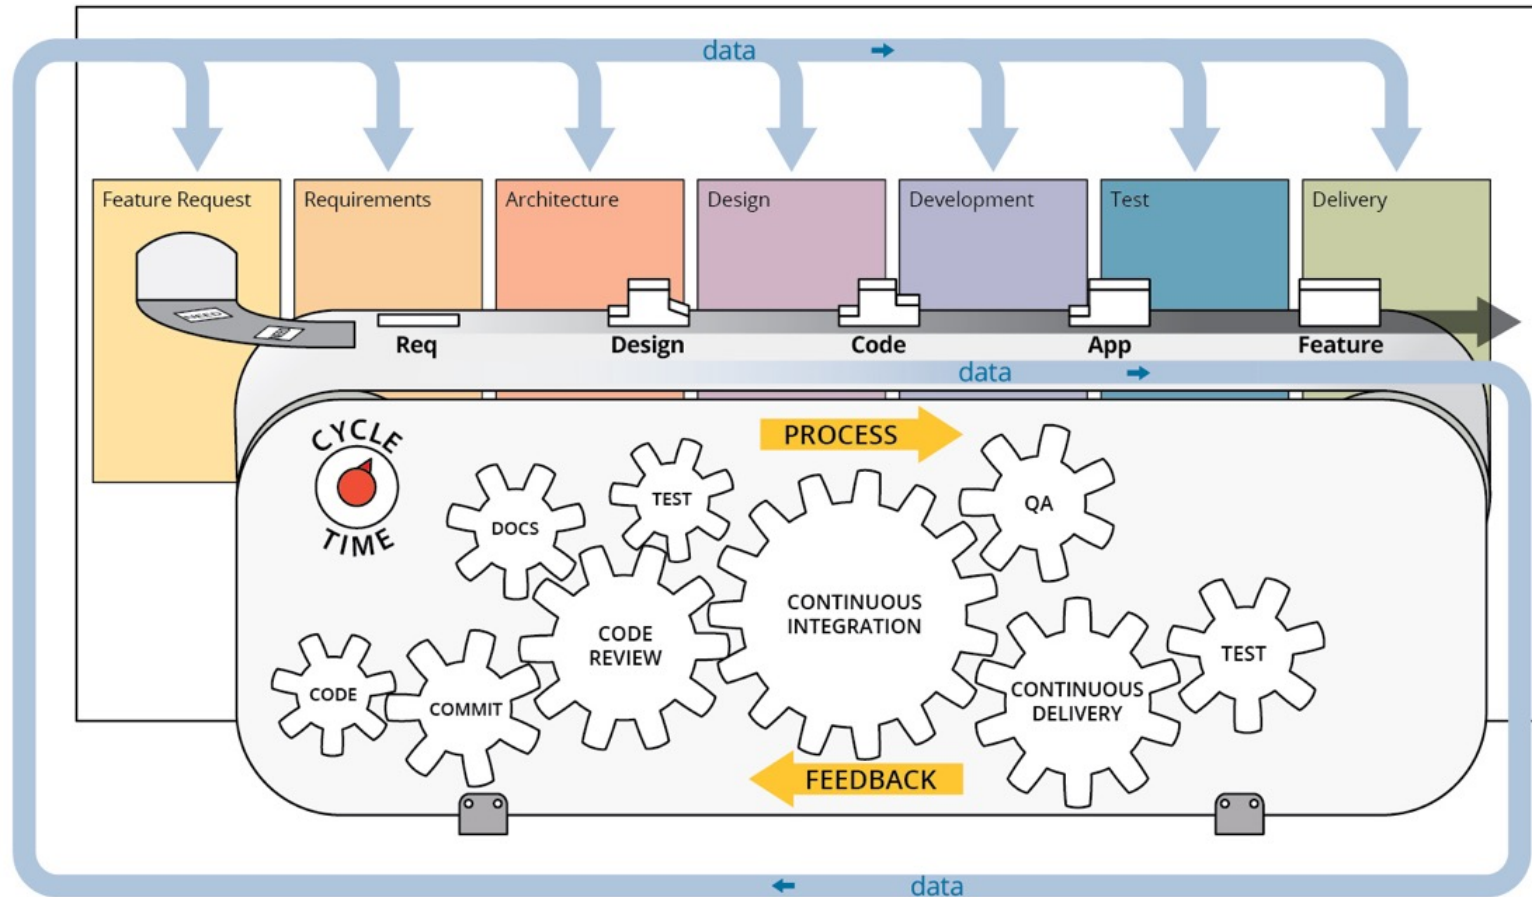 data
Feature Request
Requirements
Architecture
Design
Development
Test
Delivery
NEED
Req
Design
Code
App
Feature
data
PROCESS
CYCLE
TIME
DOCS
TEST
QA
CONTINUOUS
INTEGRATION
CODE
REVIEW
TEST
CODE
COMMIT
CONTINUOUS
DELIVERY
FEEDBACK
data